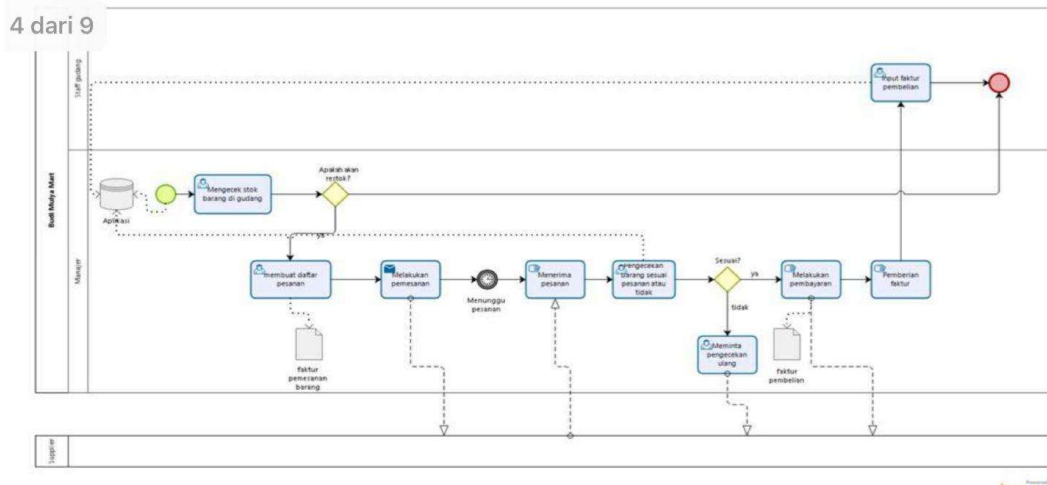 4 dari 9
Staff gudang
Input faktur
pembelian
Budi Mulya Mart
Manajer
Aplikasi
Mengecek stok
barang di gudang
Apakah akan
restok?
ya
membuat daftar
pesanan
Melakukan
pemesanan
Menunggu
pesanan
Menerima
pesanan
Pengecekan
barang sesuai
pesanan atau
tidak
Sesuai?
ya
tidak
Melakukan
pembayaran
Pemberian
faktur
Meminta
pengecekan
ulang
faktur
pemesanan
barang
faktur
pembelian
Supplier